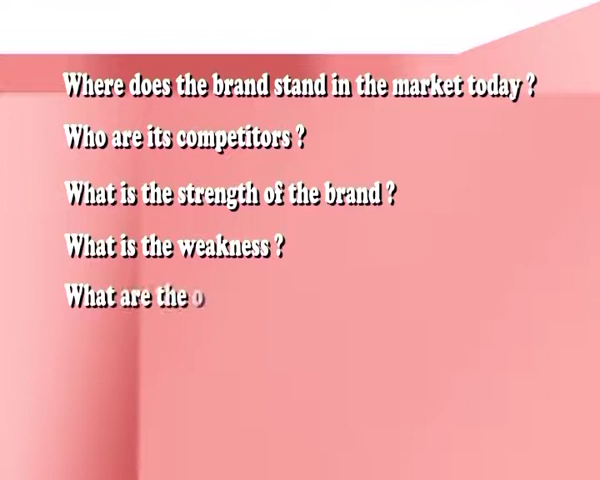 Where does the brand stand in the market today ?
Who are its competitors ?
What is the strength of the brand ?
What is the weakness ?
What are the o